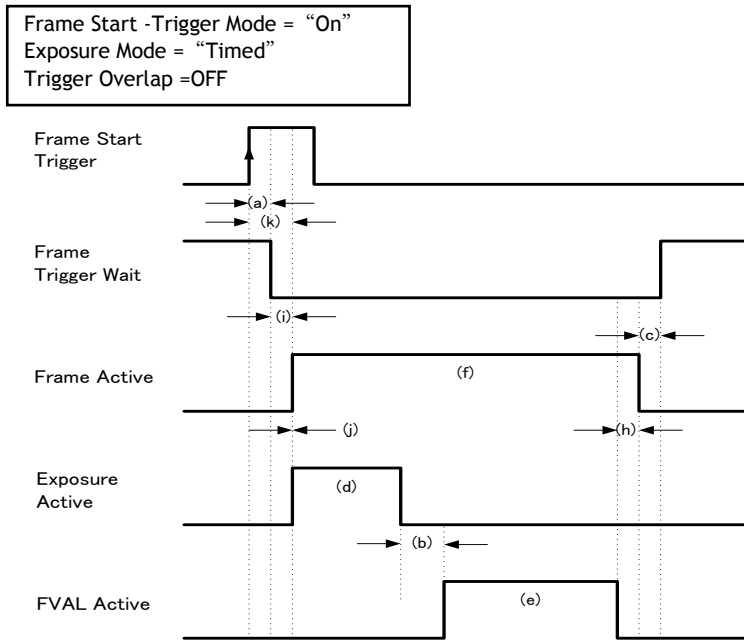 Frame Start -Trigger Mode = “On”
Exposure Mode = “Timed”
Trigger Overlap =OFF
Frame Start
Trigger
(a)
(k)
Frame
Trigger Wait
(i)
(c)
Frame Active
(f)
(j)
(h)
Exposure
Active
(d)
(b)
FVAL Active
(e)